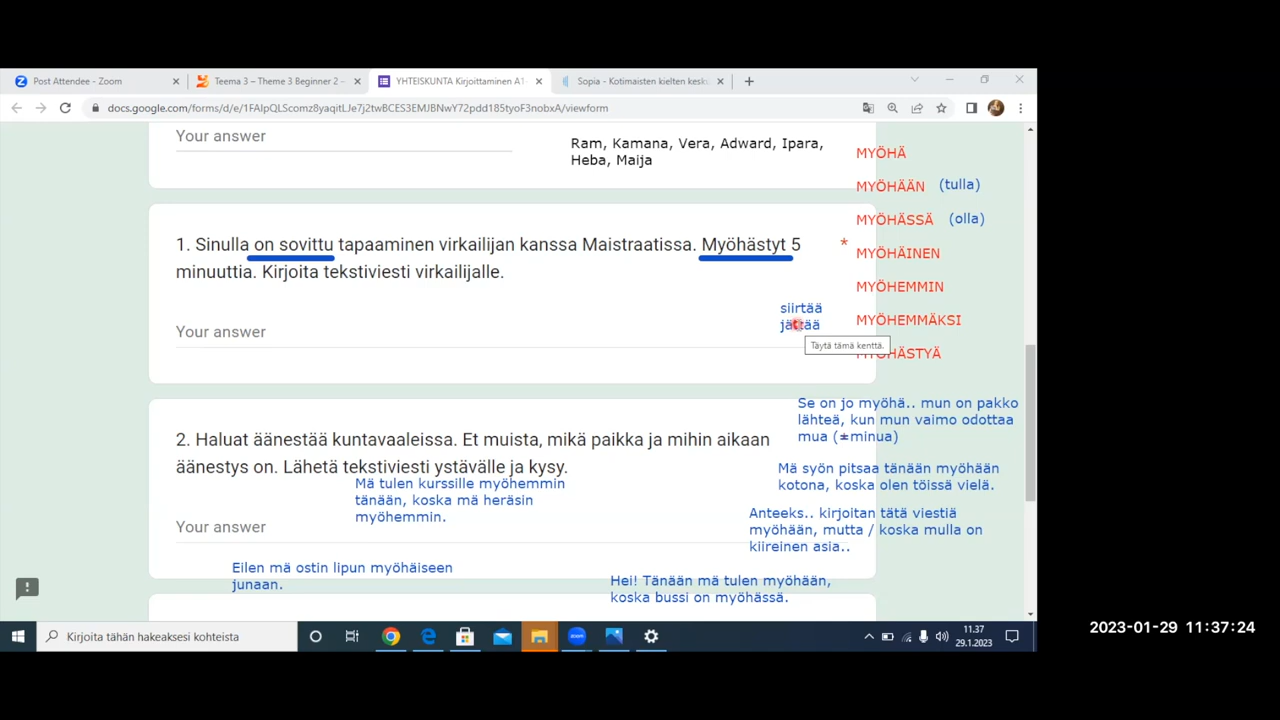 Post Attendee - Zoom
Teema 3 – Theme 3 Beginner 2 –
YHTEISKUNTA Kirjoittaminen A1
Sopia - Kotimaisten kielten kesku
docs.google.com/forms/d/e/1FAIpQLScomz8yaqitLJe7j2twBCES3EMJBNwY72pdd185tyoF3nobxA/viewform
Your answer
Ram, Kamana, Vera, Adward, Ipara,
Heba, Maija
MYÖHÄ
MYÖHÄÄN (tulla)
MYÖHÄSSÄ (olla)
MYÖHÄINEN
MYÖHEMMIN
MYÖHEMMÄKSI
1. Sinulla on sovittu tapaaminen virkailijan kanssa Maistraatissa. Myöhästyt 5 *
minuuttia. Kirjoita tekstiviesti virkailijalle.
siirtää
Your answer
Täytä tämä kenttä.
Se on jo myöhä.. mun on pakko
lähteä, kun mun vaimo odottaa
mua (=minua)
2. Haluat äänestää kuntavaaleissa. Et muista, mikä paikka ja mihin aikaan
äänestys on. Lähetä tekstiviesti ystävälle ja kysy.
Mä syön pitsaa tänään myöhään
kotona, koska olen töissä vielä.
Mä tulen kurssille myöhemmin
tänään, koska mä heräsin
myöhemmin.
Anteeks.. kirjoitan tätä viestiä
myöhään, mutta / koska mulla on
kiireinen asia..
Your answer
Eilen mä ostin lipun myöhäiseen
junaan.
Hei! Tänään mä tulen myöhään,
koska bussi on myöhässä.
Kirjoita tähän hakeaksesi kohteista
11.37
29.1.2023
2023-01-29 11:37:24